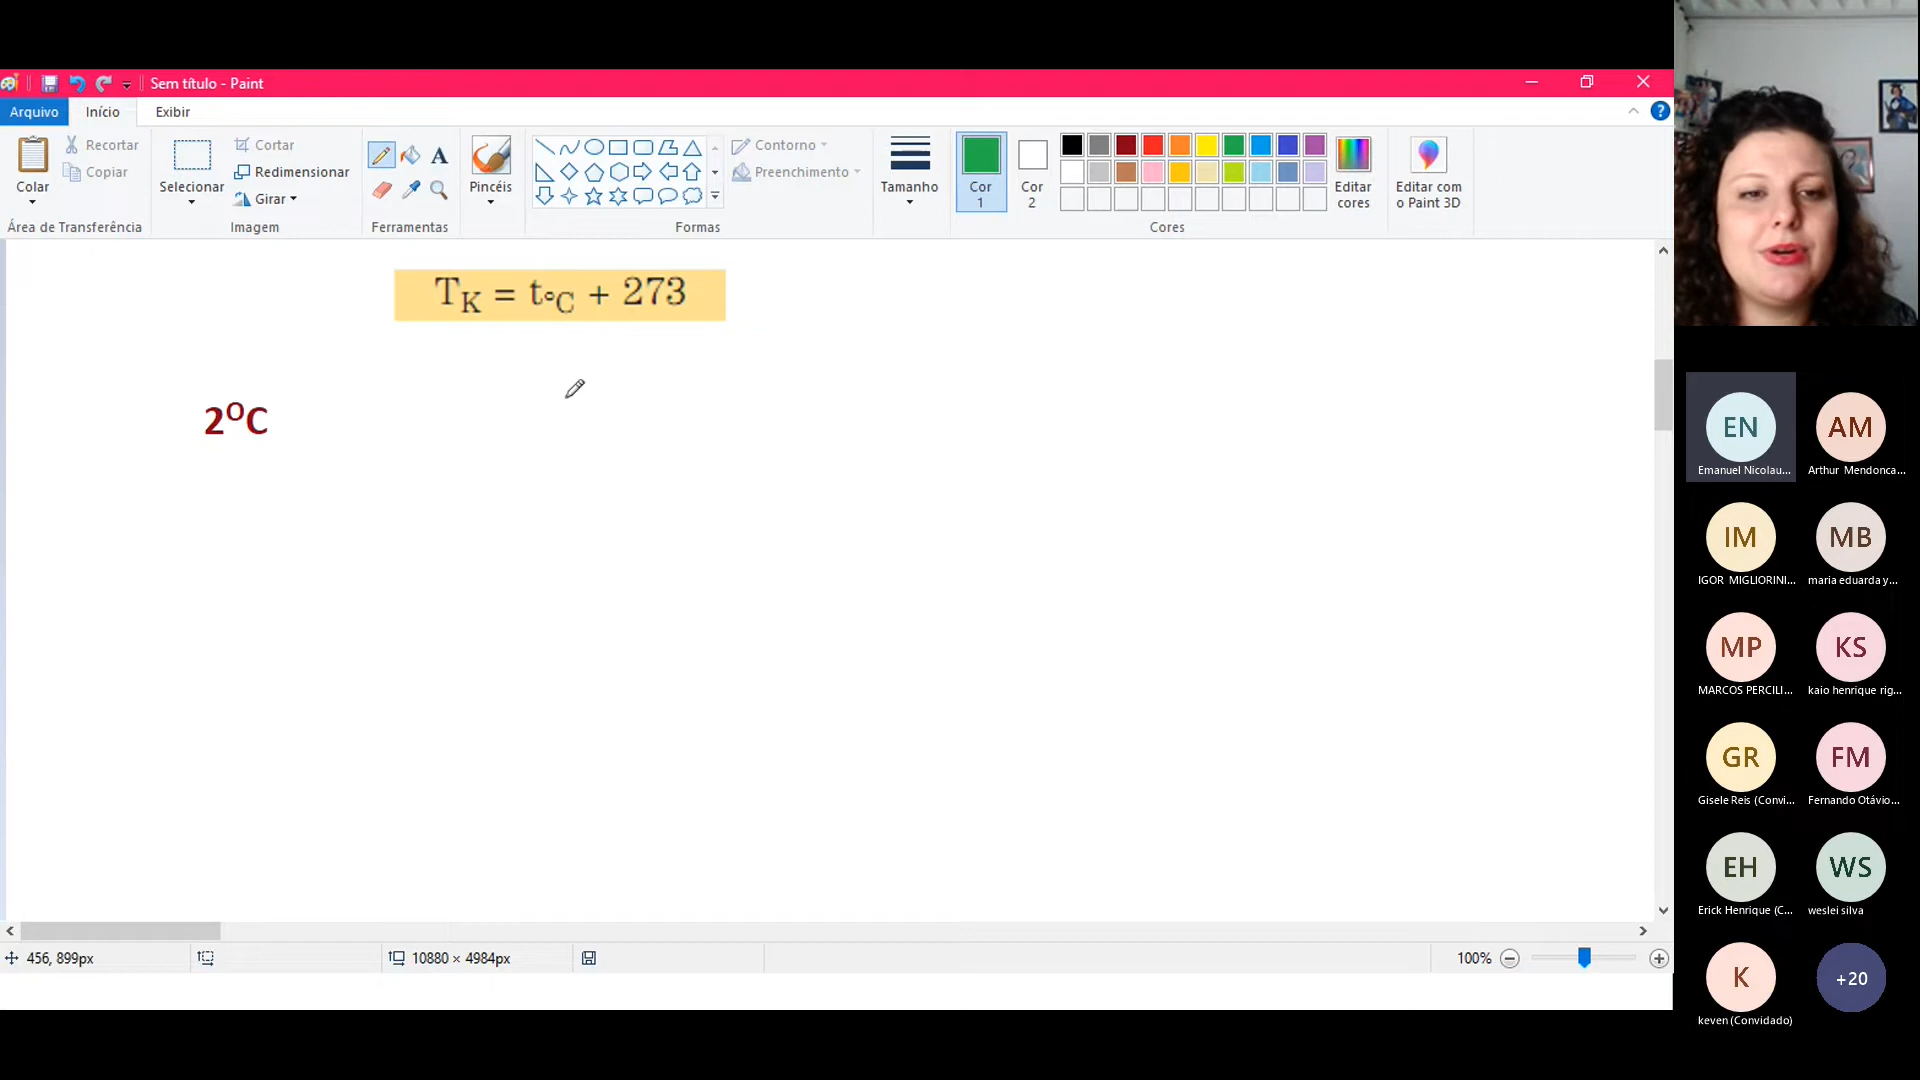 Sem título - Paint
Arquivo Início Exibir
Colar
Recortar
Copiar
Área de Transferência
Selecionar
Cortar
Redimensionar
Girar
Imagem
A
Ferramentas
Pincéis
Contorno
Preenchimento
Formas
Tamanho
Cor 1
Cor 2
Editar cores
Cores
Editar com o Paint 3D
T_K = t_°C + 273
2ºC
456, 899px
10880 × 4984px
100%
EN
Emanuel Nicolau...
AM
Arthur Mendonca...
IM
IGOR MIGLIORINI...
MB
maria eduarda y...
MP
MARCOS PERCILI...
KS
kaio henrique rig...
GR
Gisele Reis (Convi...
FM
Fernando Otávio...
EH
Erick Henrique (C...
WS
weslei silva
K
keven (Convidado)
+20